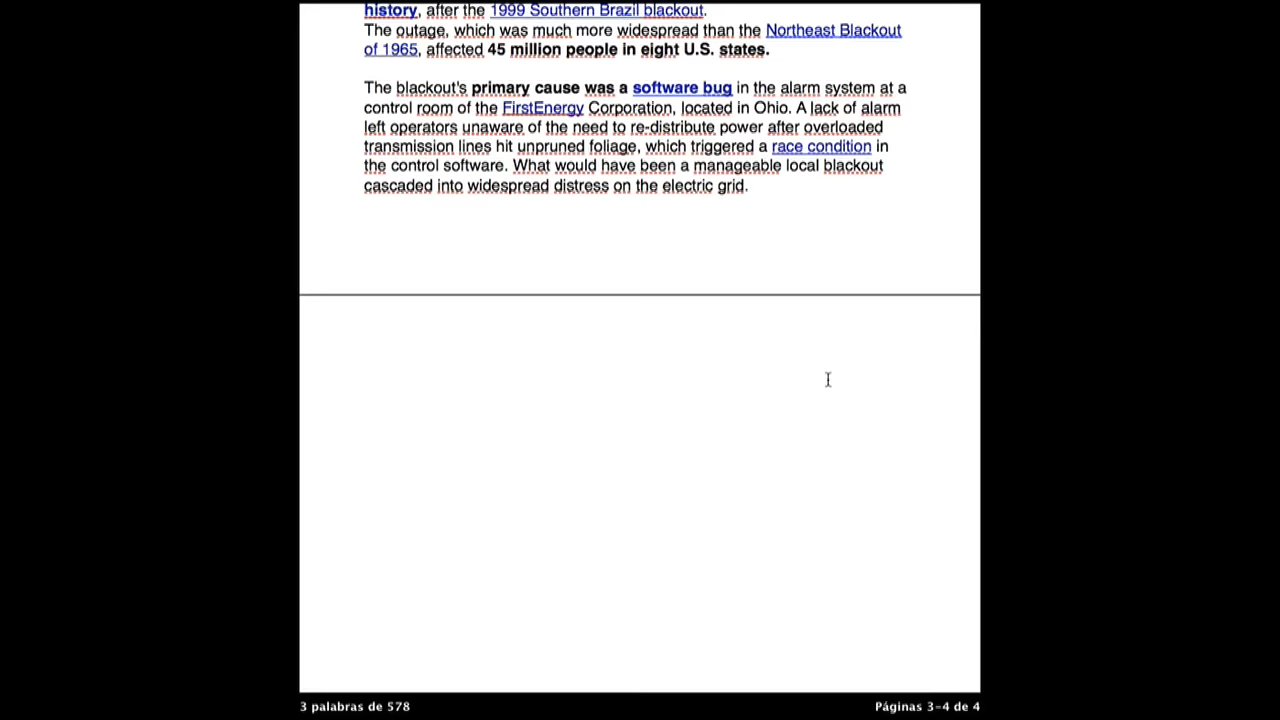 history, after the 1999 Southern Brazil blackout.
The outage, which was much more widespread than the Northeast Blackout
of 1965, affected 45 million people in eight U.S. states.
The blackout's primary cause was a software bug in the alarm system at a
control room of the FirstEnergy Corporation, located in Ohio. A lack of alarm
left operators unaware of the need to re-distribute power after overloaded
transmission lines hit unpruned foliage, which triggered a race condition in
the control software. What would have been a manageable local blackout
cascaded into widespread distress on the electric grid.
3 palabras de 578
Páginas 3-4 de 4